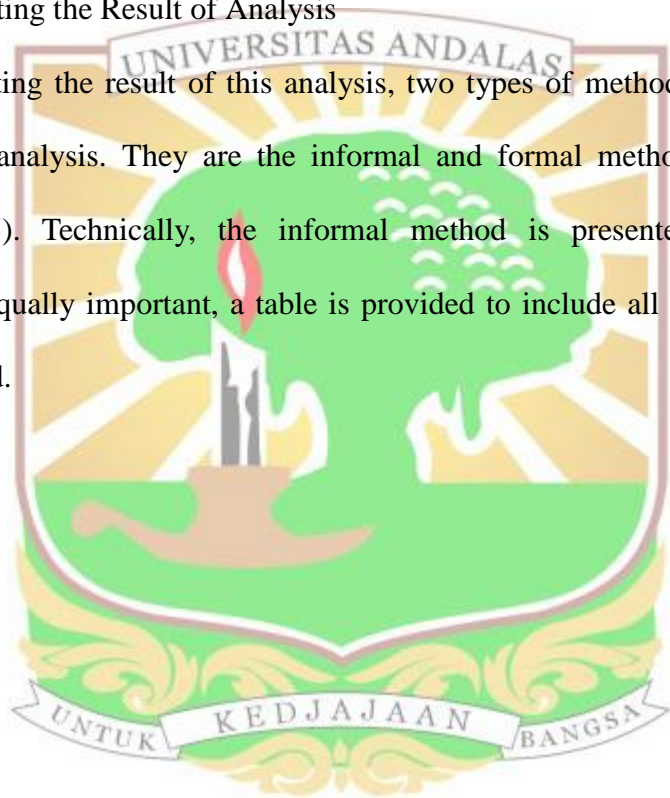 ting the Result of Analysis
UNIVERSITAS ANDALAS
ting the result of this analysis, two types of method
analysis. They are the informal and formal metho
). Technically, the informal method is presente
qually important, a table is provided to include all
d.
UNTUK KEDJAJAAN BANGSA